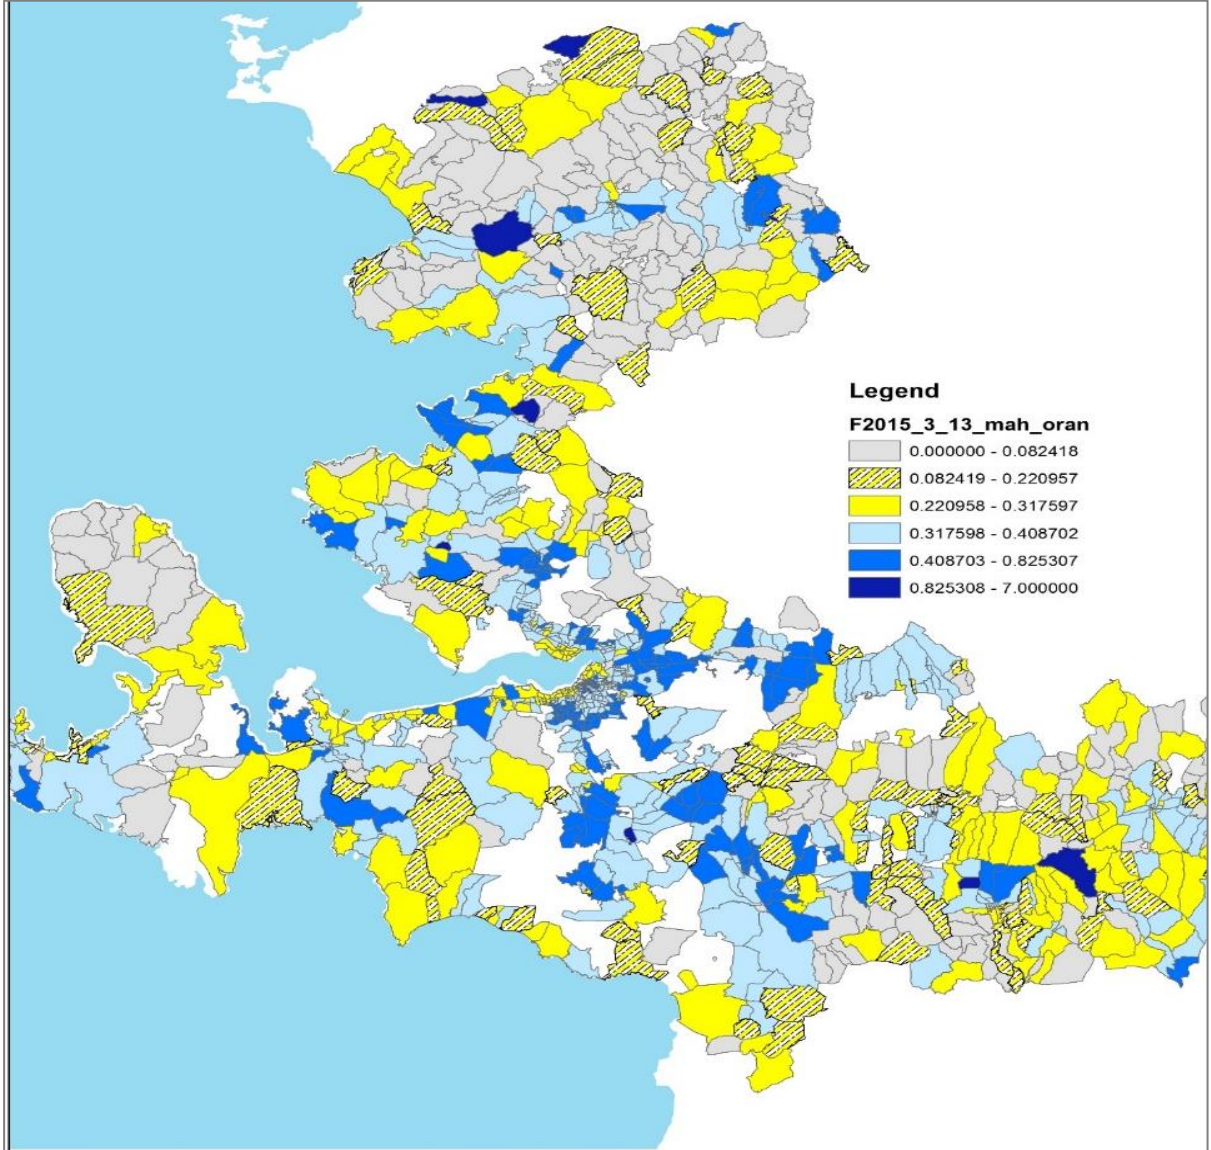 Legend
F2015_3_13_mah_oran
0.000000 - 0.082418
0.082419 - 0.220957
0.220958 - 0.317597
0.317598 - 0.408702
0.408703 - 0.825307
0.825308 - 7.000000